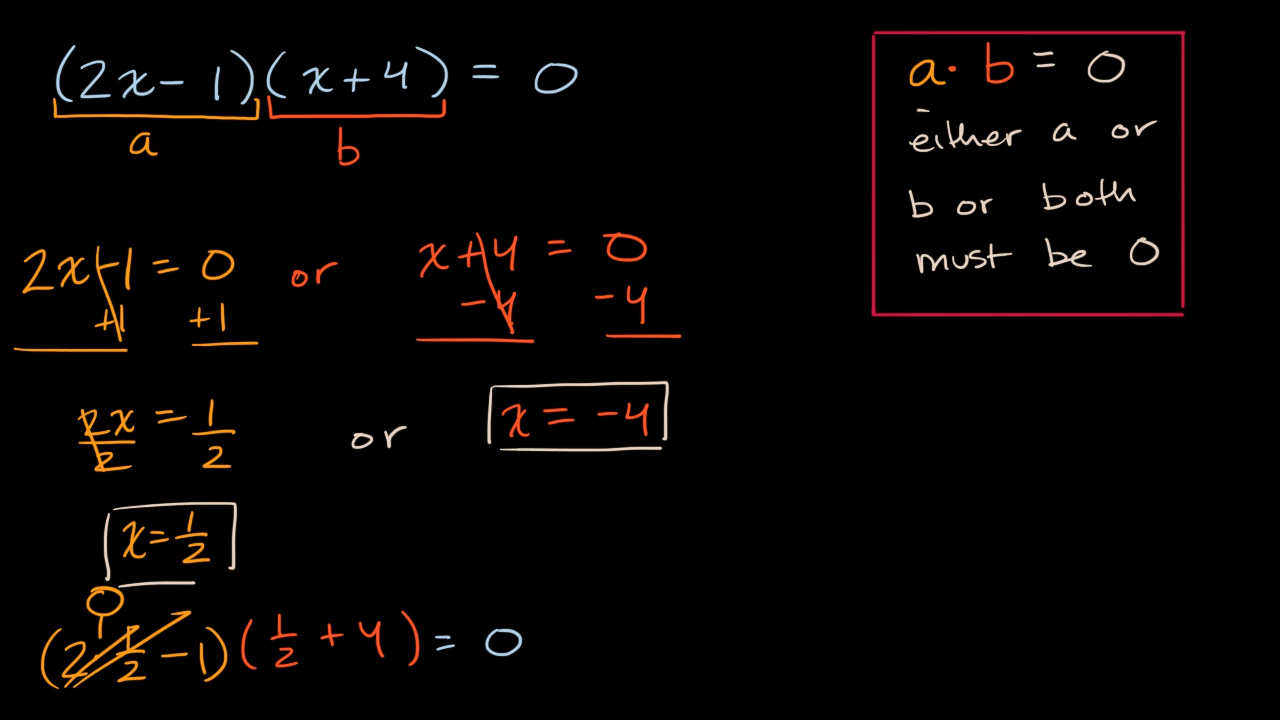 (2x - 1)(x + 4) = 0
a b
2x - 1 = 0 or x + 4 = 0
+1 +1 -4 -4
2x/2 = 1/2 or x = -4
x = 1/2
0
(2 · 1/2 - 1)(1/2 + 4) = 0
a · b = 0
either a or
b or both
must be 0